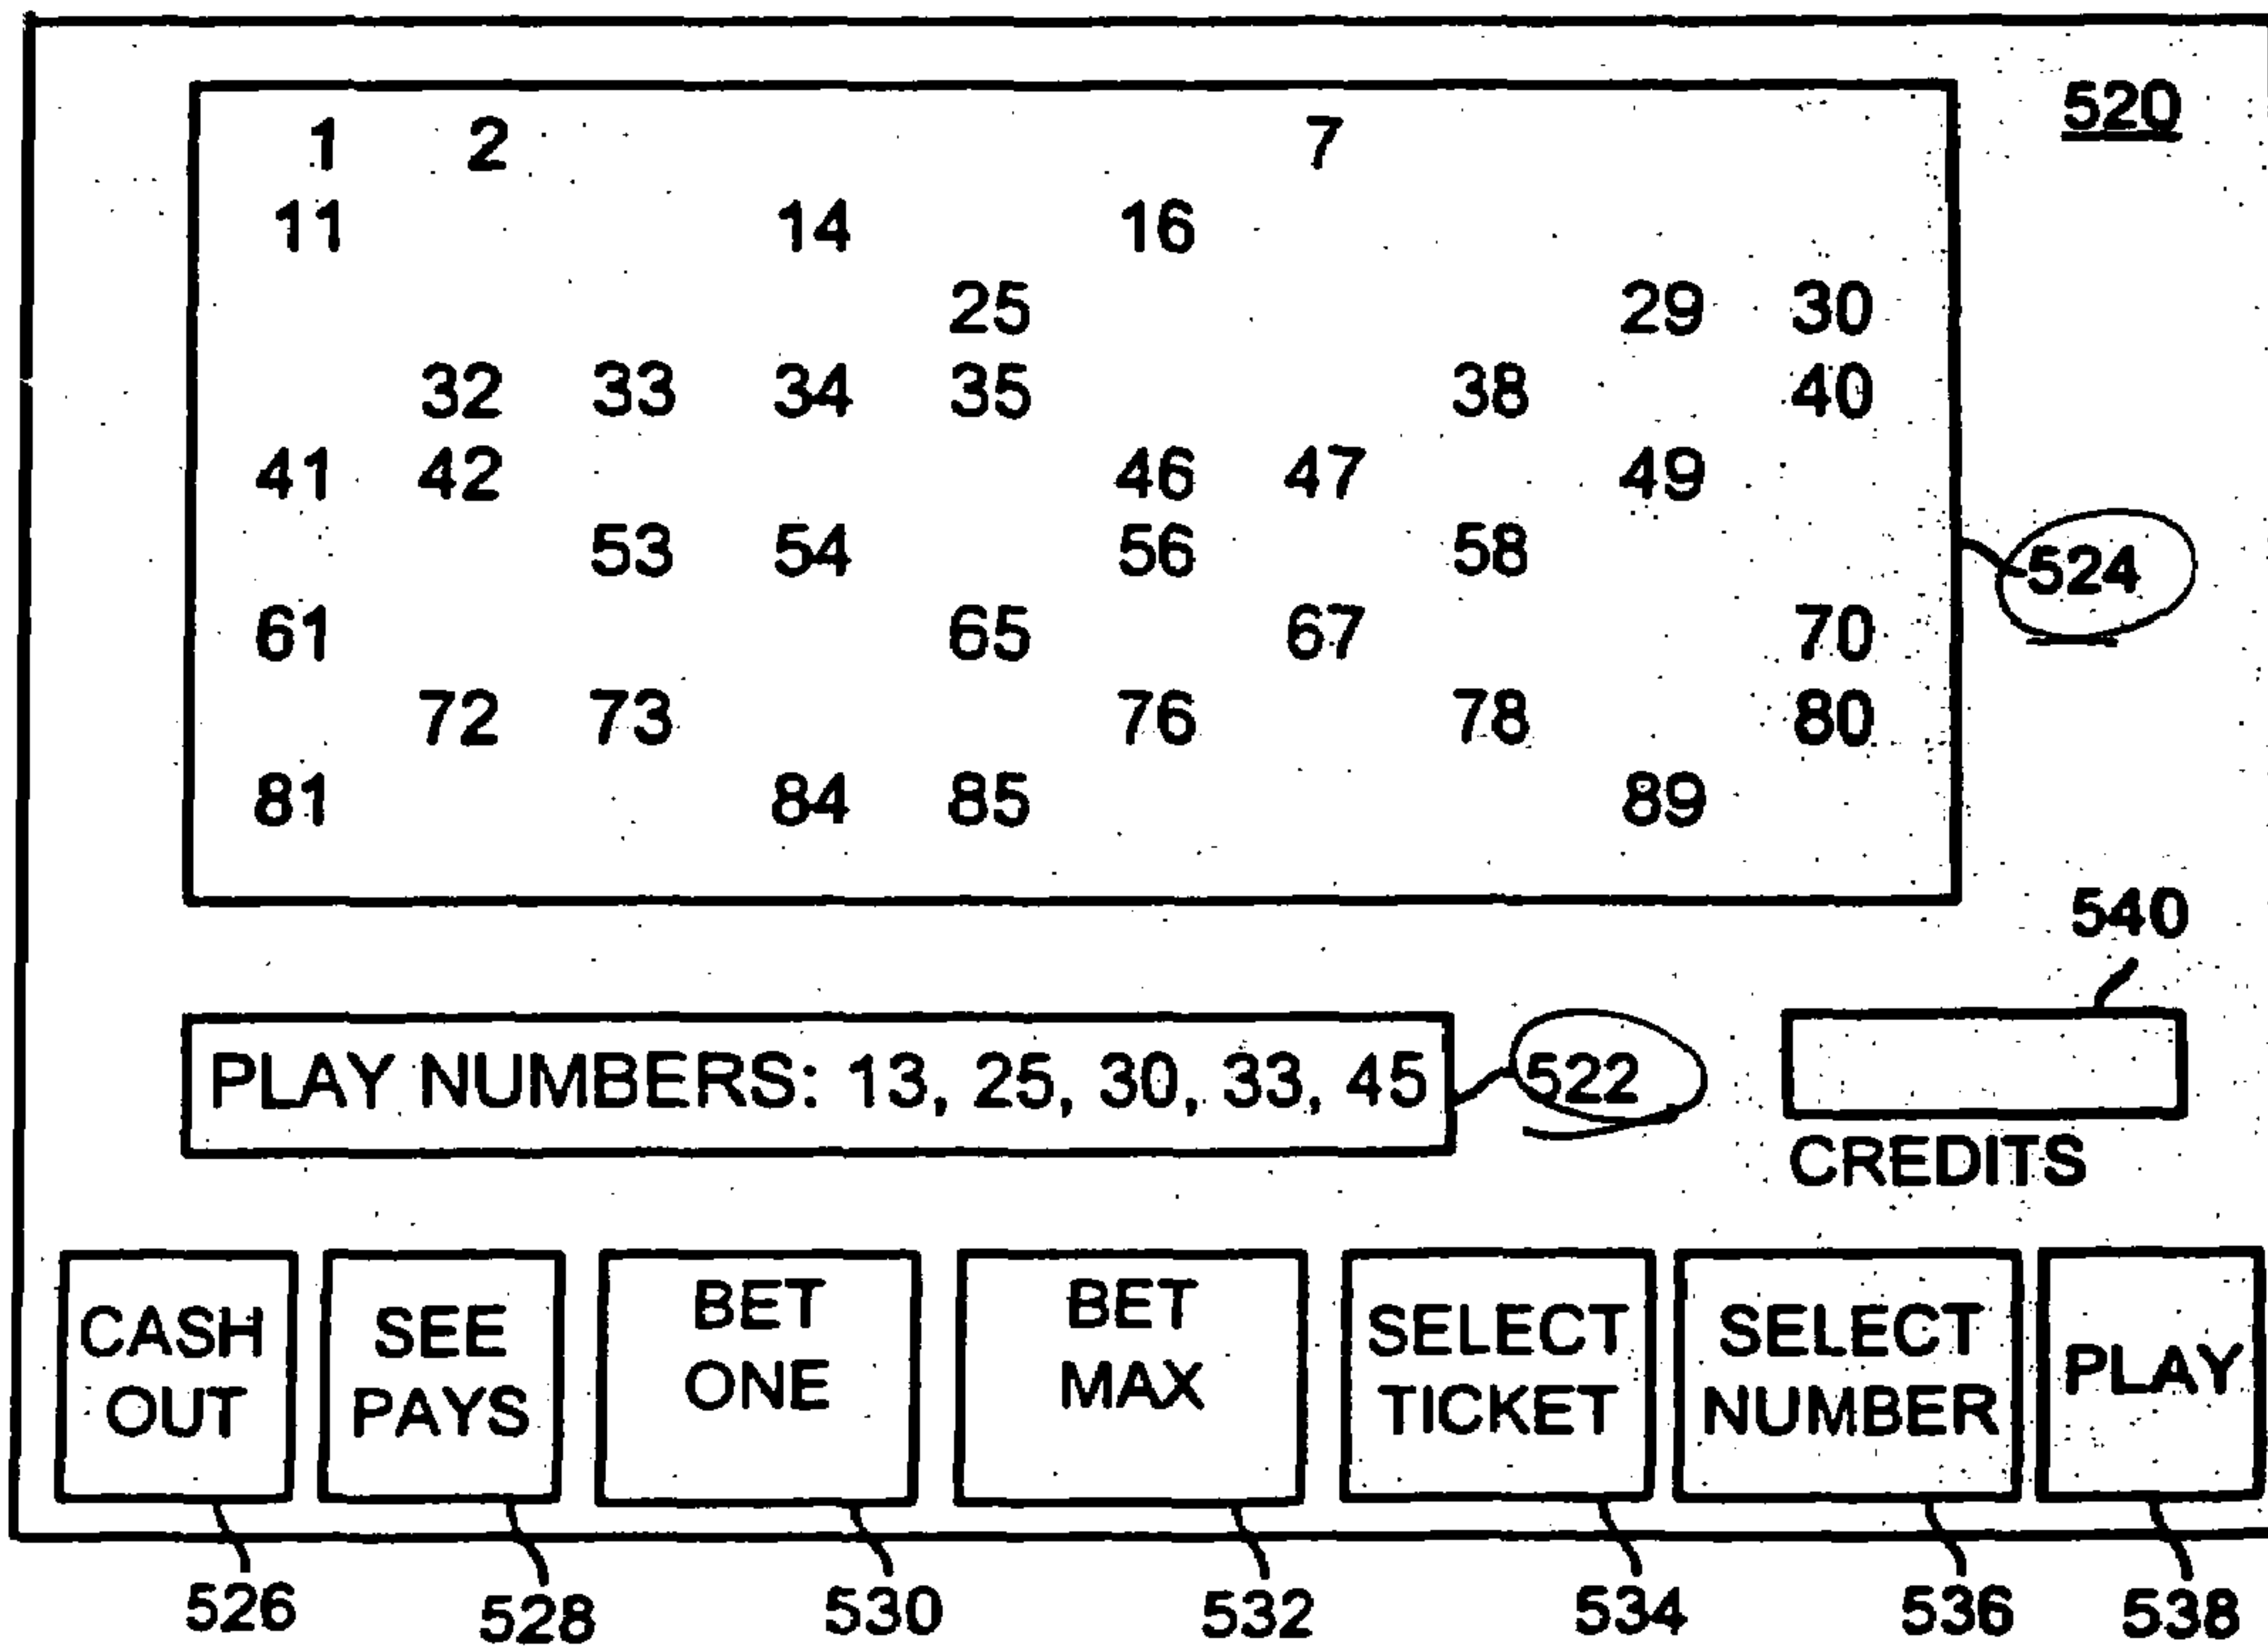 520
1 2 7
11 14 16
25 29 30
32 33 34 35 38 40
41 42 46 47 49
53 54 56 58
524
61 65 67 70
72 73 76 78 80
81 84 85 89
540
PLAY NUMBERS: 13, 25, 30, 33, 45
522
CREDITS
CASH OUT
SEE PAYS
BET ONE
BET MAX
SELECT TICKET
SELECT NUMBER
PLAY
526 528 530 532 534 536 538